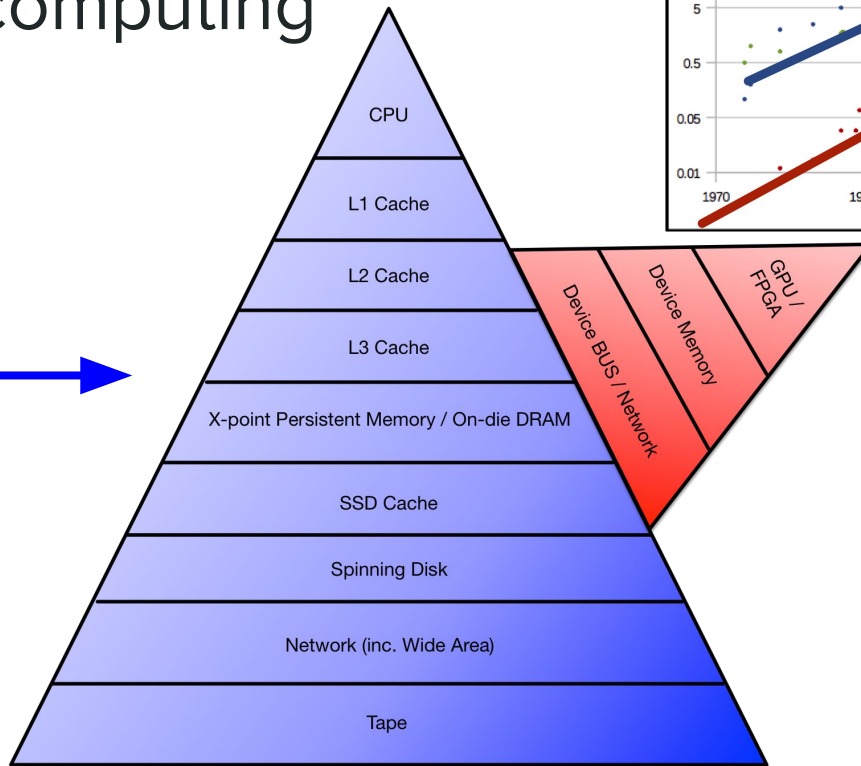 computing
5
0.5
0.05
0.01
1970
CPU
L1 Cache
L2 Cache
L3 Cache
X-point Persistent Memory / On-die DRAM
SSD Cache
Spinning Disk
Network (inc. Wide Area)
Tape
Device BUS / Network
Device Memory
GPU /
FPGA